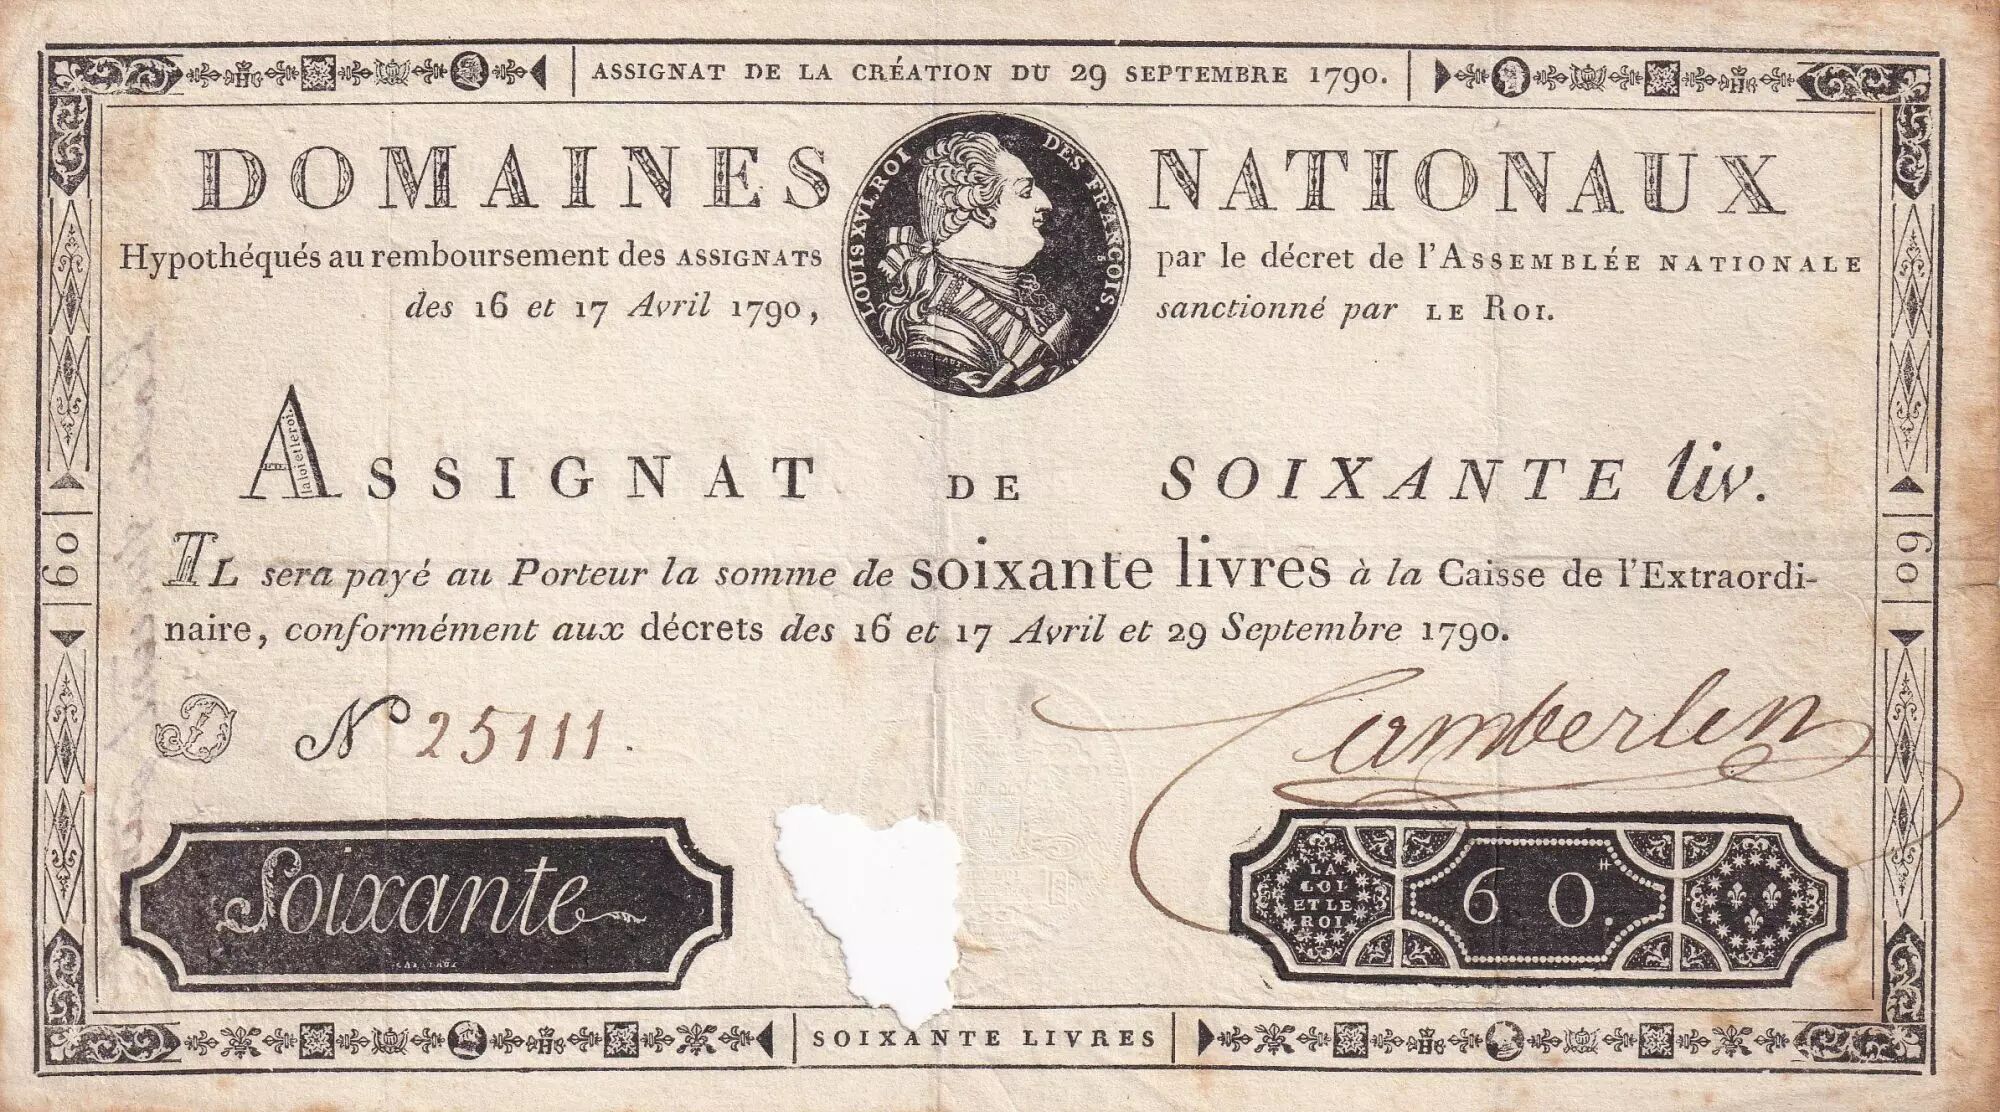 ASSIGNAT DE LA CRÉATION DU 29 SEPTEMBRE 1790.
DOMAINES NATIONAUX
LOUIS XVI. ROI DES FRANÇOIS.
Hypothéqués au remboursement des ASSIGNATS par le décret de l'ASSEMBLÉE NATIONALE
des 16 et 17 Avril 1790, sanctionné par LE ROI.
la loi et le roi.
ASSIGNAT DE SOIXANTE liv.
60
60
IL sera payé au Porteur la somme de soixante livres à la Caisse de l'Extraordi-
naire, conformément aux décrets des 16 et 17 Avril et 29 Septembre 1790.
D
No 25111.
Camberlin
Soixante
LA
LOI
ET LE
ROI
60.
SOIXANTE LIVRES